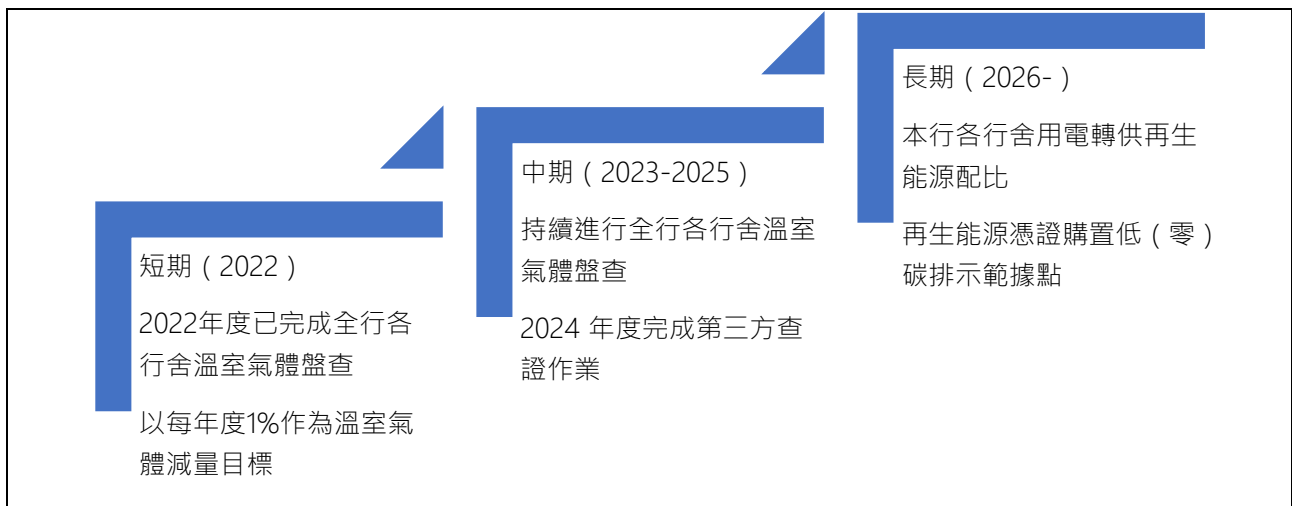 短期（2022）
2022年度已完成全行各
行舍溫室氣體盤查
以每年度1%作為溫室氣
體減量目標
中期（2023-2025）
持續進行全行各行舍溫室
氣體盤查
2024 年度完成第三方查
證作業
長期（2026-）
本行各行舍用電轉供再生
能源配比
再生能源憑證購置低（零）
碳排示範據點